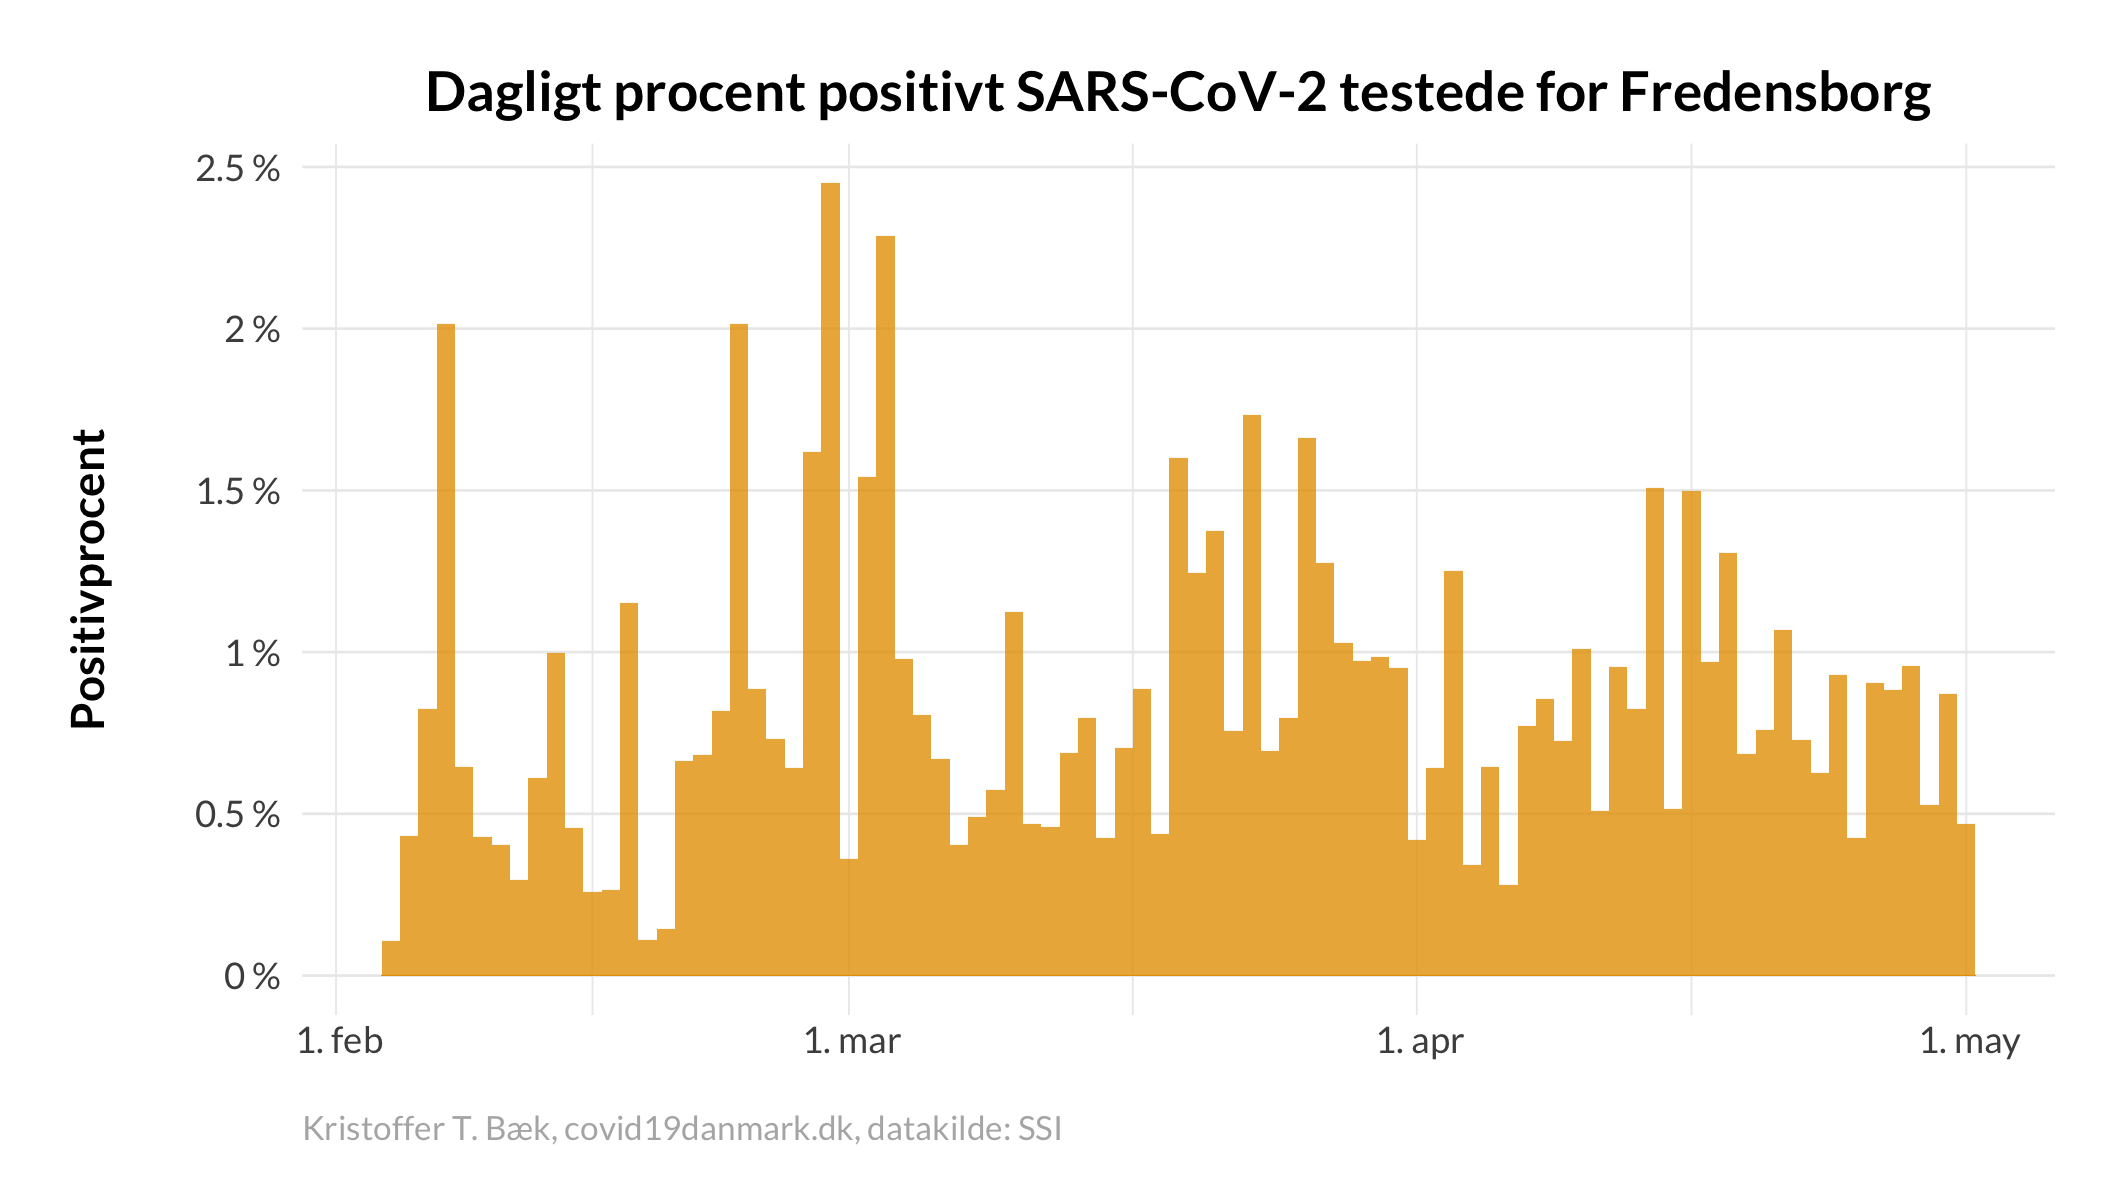 Dagligt procent positivt SARS-CoV-2 testede for Fredensborg
Positivprocent
2.5 %
2 %
1.5 %
1 %
0.5 %
0 %
1. feb
1. mar
1. apr
1. may
Kristoffer T. Bæk, covid19danmark.dk, datakilde: SSI